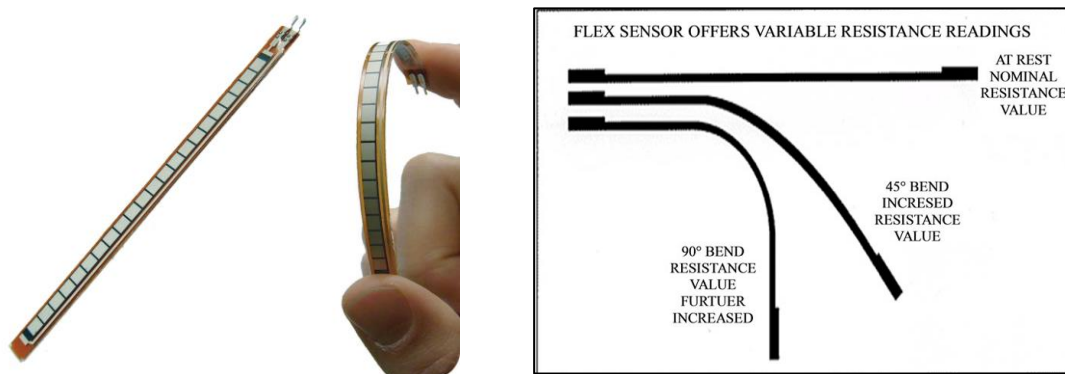 FLEX SENSOR OFFERS VARIABLE RESISTANCE READINGS
AT REST
NOMINAL
RESISTANCE
VALUE
45° BEND
INCRESED
RESISTANCE
VALUE
90° BEND
RESISTANCE
VALUE
FURTUER
INCREASED